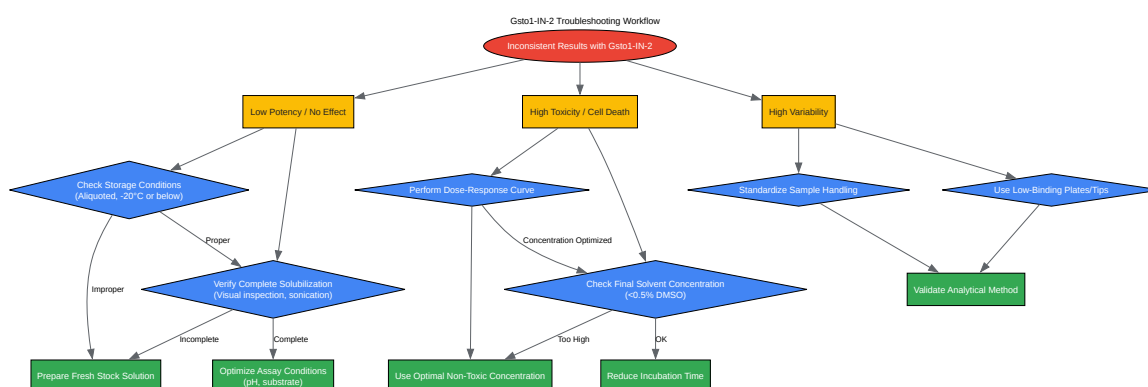 Gsto1-IN-2 Troubleshooting Workflow
Inconsistent Results with Gsto1-IN-2
Low Potency / No Effect
High Toxicity / Cell Death
High Variability
Check Storage Conditions
(Aliquoted, -20°C or below)
Perform Dose-Response Curve
Standardize Sample Handling
Use Low-Binding Plates/Tips
Proper
Concentration Optimized
Improper
Verify Complete Solubilization
(Visual inspection, sonication)
Check Final Solvent Concentration
(<0.5% DMSO)
Validate Analytical Method
Incomplete
Complete
Too High
OK
Prepare Fresh Stock Solution
Optimize Assay Conditions
(pH, substrate)
Use Optimal Non-Toxic Concentration
Reduce Incubation Time